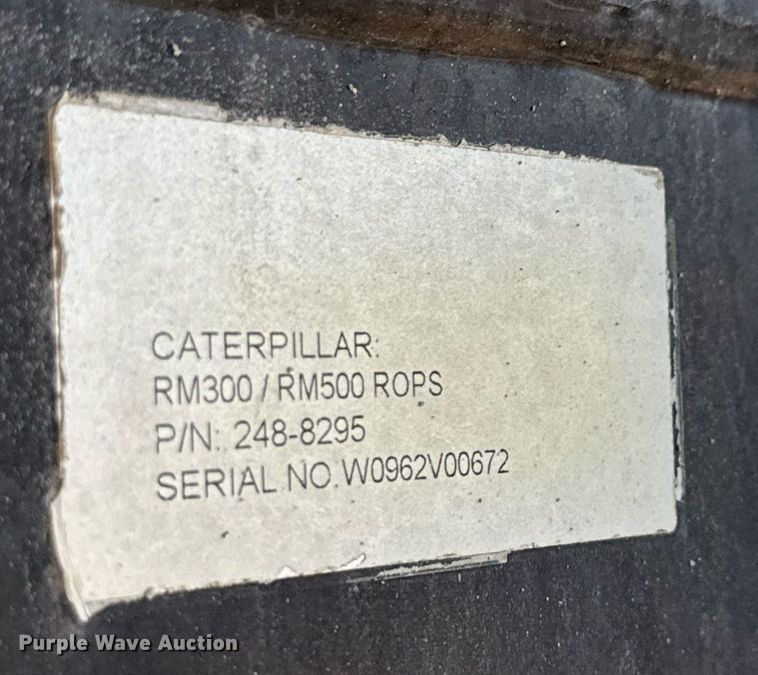 CATERPILLAR:
RM300 / RM500 ROPS
P/N: 248-8295
SERIAL NO. W0962V00672
Purple Wave Auction